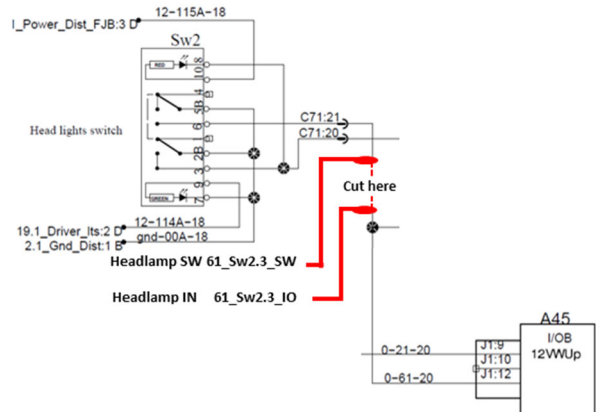 12-115A-18
I_Power_Dist_FJB:3 D
Sw2
8
RED
10
4
5B
Head lights switch
6
C71:21
1
C71:20
2B
3
Cut here
9
GREEN
7
12-114A-18
19.1_Driver_lts:2 D
gnd-00A-18
2.1_Gnd_Dist:1 B
Headlamp SW 61_Sw2.3_SW
Headlamp IN 61_Sw2.3_IO
A45
I/OB
J1:9
12VWUp
0-21-20
J1:10
J1:12
0-61-20